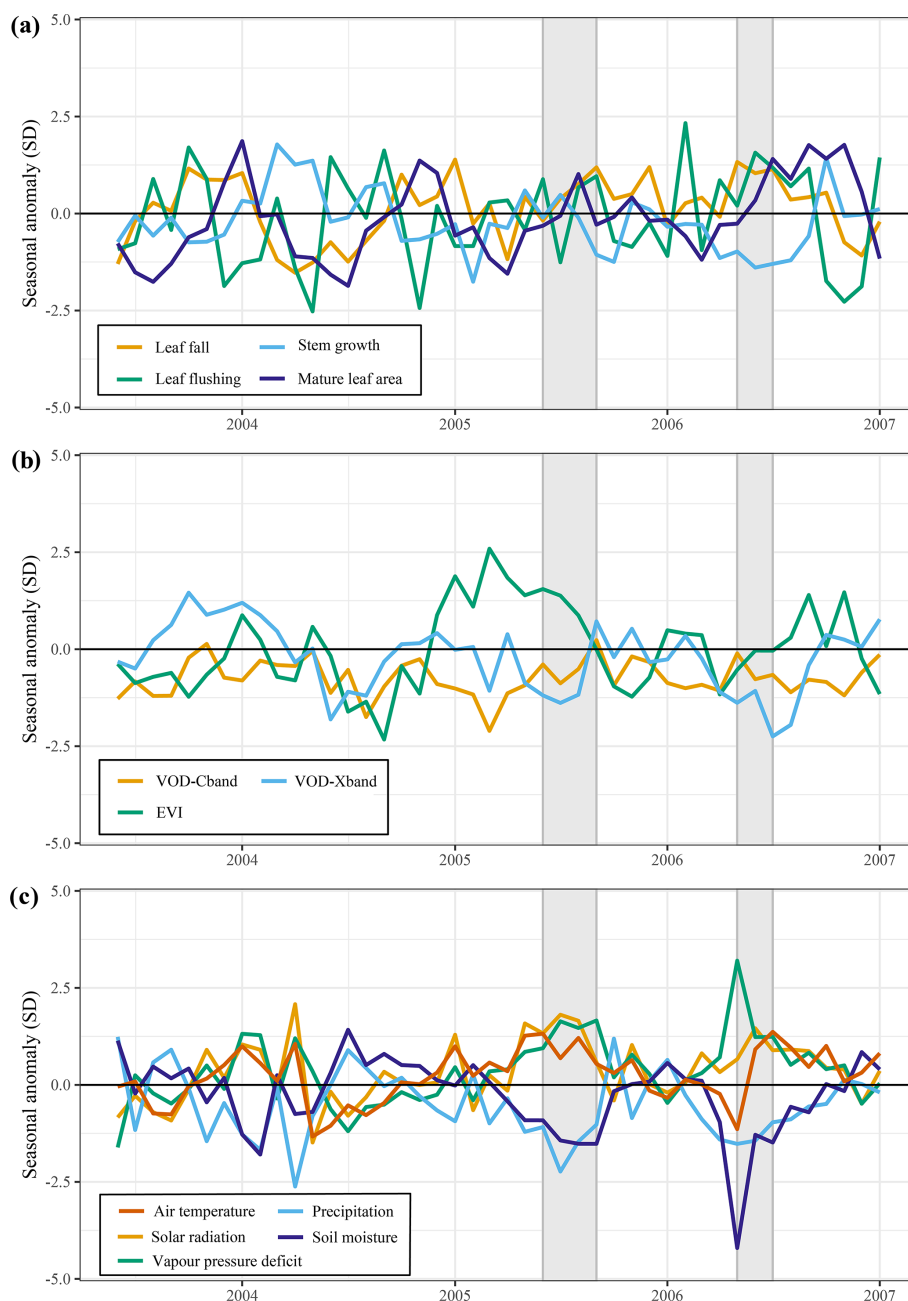 (a)
Seasonal anomaly (SD)
5.0
2.5
0.0
-2.5
-5.0
Leaf fall
Stem growth
Leaf flushing
Mature leaf area
2004
2005
2006
2007
(b)
Seasonal anomaly (SD)
5.0
2.5
0.0
-2.5
-5.0
VOD-Cband
VOD-Xband
EVI
2004
2005
2006
2007
(c)
Seasonal anomaly (SD)
5.0
2.5
0.0
-2.5
-5.0
Air temperature
Precipitation
Solar radiation
Soil moisture
Vapour pressure deficit
2004
2005
2006
2007